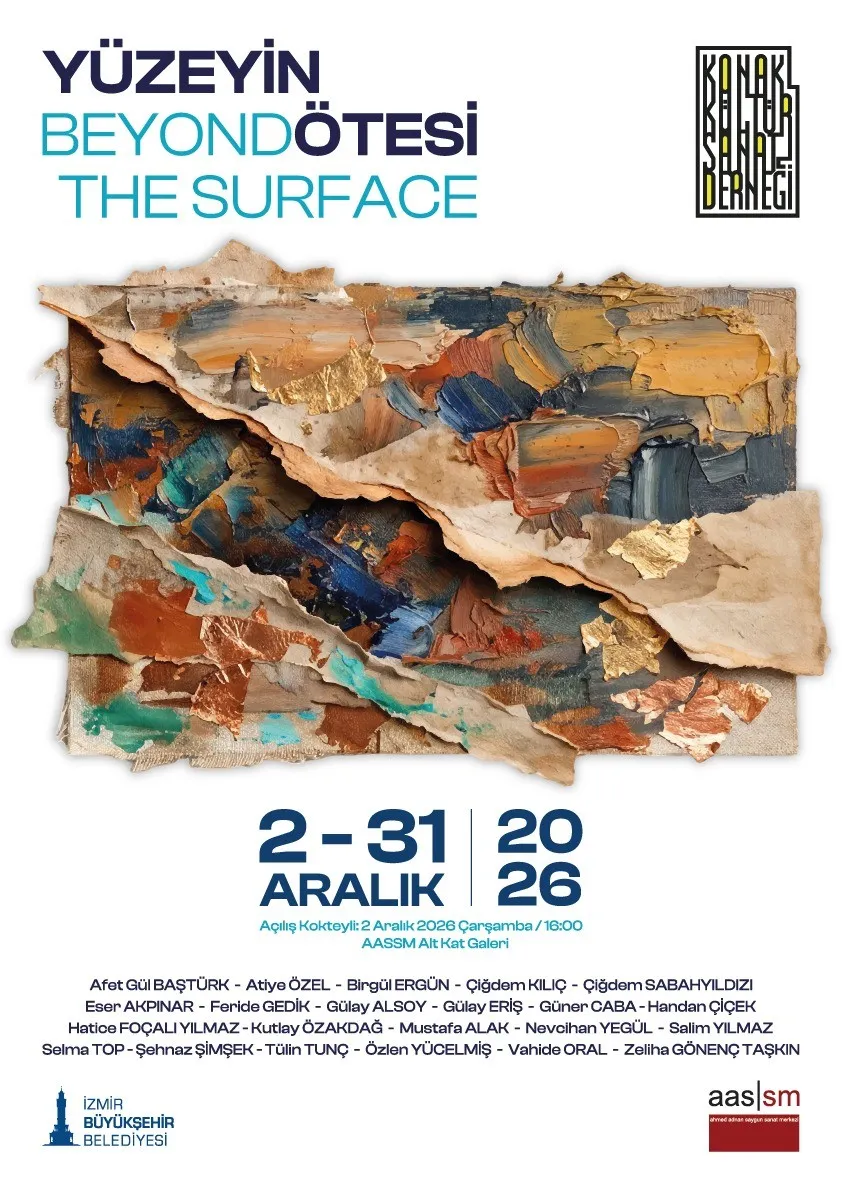 YÜZEYİN
BEYONDÖTESİ
THE SURFACE
KONAK
KÜLTÜR
SANAT
DERNEĞİ
2 - 31
ARALIK
20
26
Açılış Kokteyli: 2 Aralık 2026 Çarşamba / 16:00
AASSM Alt Kat Galeri
Afet Gül BAŞTÜRK - Atiye ÖZEL - Birgül ERGÜN - Çiğdem KILIÇ - Çiğdem SABAHYILDIZI
Eser AKPINAR - Feride GEDİK - Gülay ALSOY - Gülay ERİŞ - Güner CABA - Handan ÇİÇEK
Hatice FOÇALI YILMAZ - Kutlay ÖZAKDAĞ - Mustafa ALAK - Nevcihan YEGÜL - Salim YILMAZ
Selma TOP - Şehnaz ŞİMŞEK - Tülin TUNÇ - Özlen YÜCELMİŞ - Vahide ORAL - Zeliha GÖNENÇ TAŞKIN
İZMİR
BÜYÜKŞEHİR
BELEDİYESİ
aas|sm
ahmed adnan saygun sanat merkezi